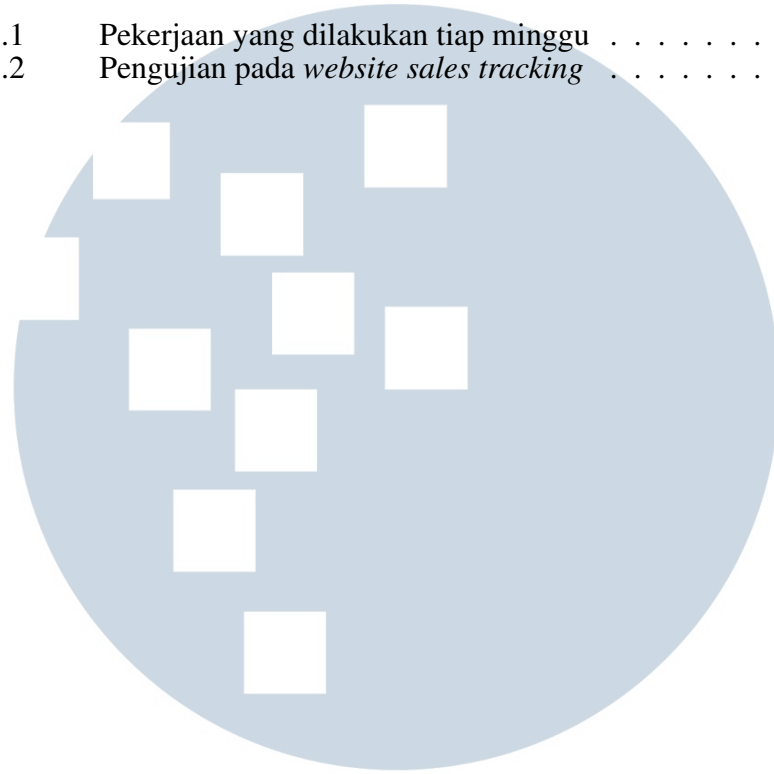 .1 Pekerjaan yang dilakukan tiap minggu . . . . . . .
.2 Pengujian pada website sales tracking . . . . . . .